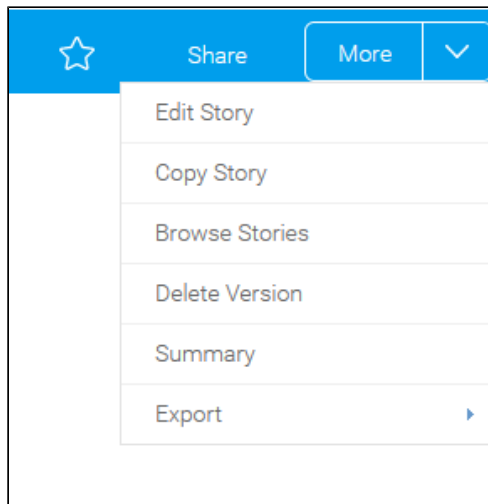 Share
More
Edit Story
Copy Story
Browse Stories
Delete Version
Summary
Export